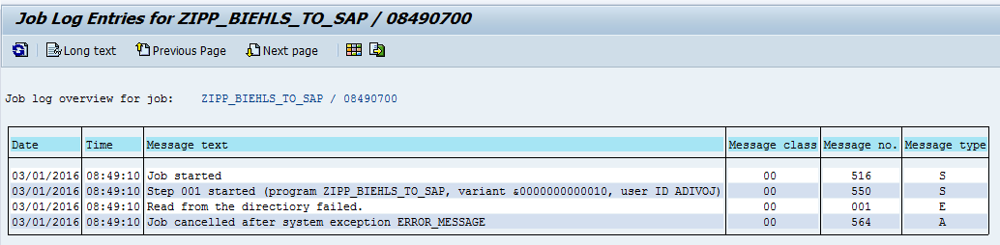 Job Log Entries for ZIPP_BIEHLS_TO_SAP / 08490700
Long text Previous Page Next page
Job log overview for job: ZIPP_BIEHLS_TO_SAP / 08490700
Date Time Message text Message class Message no. Message type
03/01/2016 08:49:10 Job started 00 516 S
03/01/2016 08:49:10 Step 001 started (program ZIPP_BIEHLS_TO_SAP, variant &0000000000010, user ID ADIVOJ) 00 550 S
03/01/2016 08:49:10 Read from the directiory failed. 00 001 E
03/01/2016 08:49:10 Job cancelled after system exception ERROR_MESSAGE 00 564 A